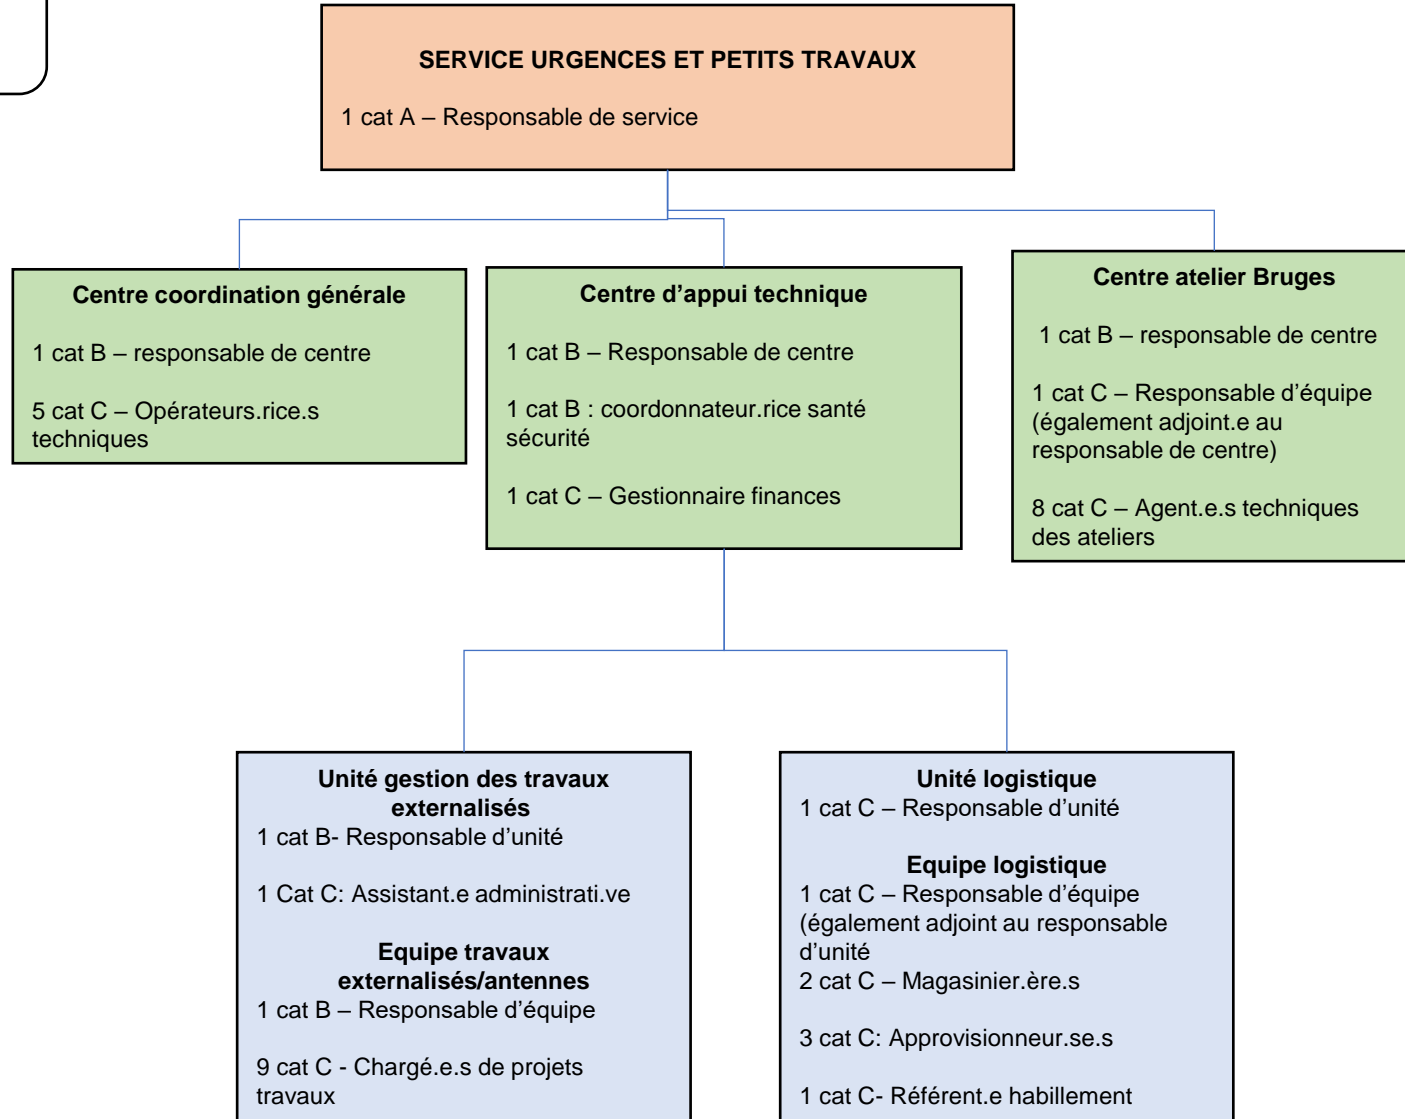 SERVICE URGENCES ET PETITS TRAVAUX
1 cat A – Responsable de service
Centre coordination générale
1 cat B – responsable de centre
5 cat C – Opérateurs.rice.s
techniques
Centre d’appui technique
1 cat B – Responsable de centre
1 cat B : coordonnateur.rice santé
sécurité
1 cat C – Gestionnaire finances
Centre atelier Bruges
1 cat B – responsable de centre
1 cat C – Responsable d’équipe
(également adjoint.e au
responsable de centre)
8 cat C – Agent.e.s techniques
des ateliers
Unité gestion des travaux
externalisés
1 cat B- Responsable d’unité
1 Cat C: Assistant.e administrati.ve
Equipe travaux
externalisés/antennes
1 cat B – Responsable d’équipe
9 cat C - Chargé.e.s de projets
travaux
Unité logistique
1 cat C – Responsable d’unité
Equipe logistique
1 cat C – Responsable d’équipe
(également adjoint au responsable
d’unité
2 cat C – Magasinier.ère.s
3 cat C: Approvisionneur.se.s
1 cat C- Référent.e habillement